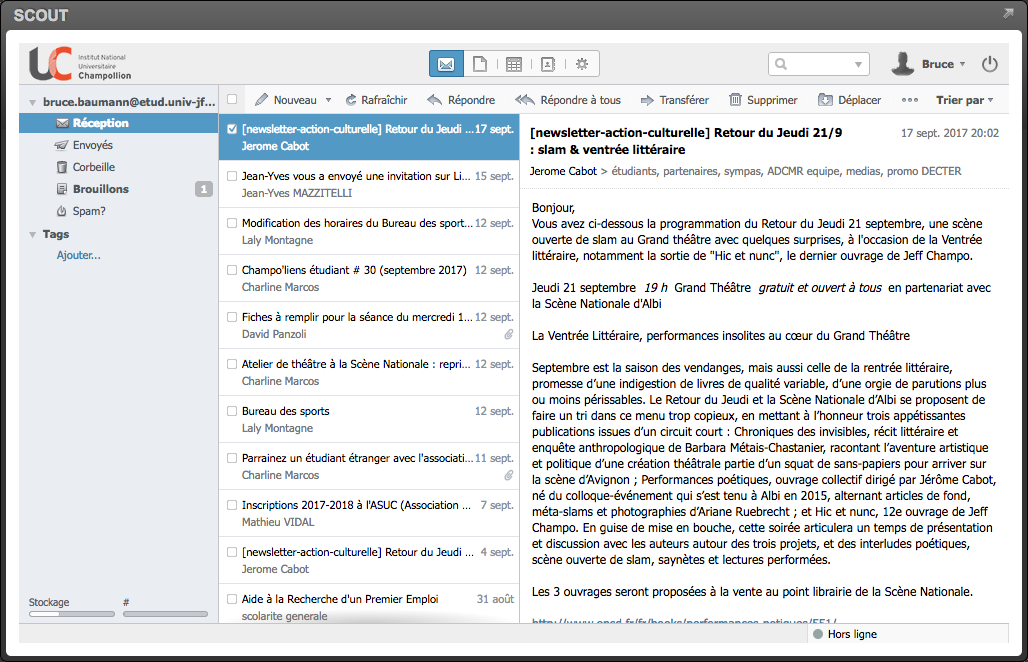 SCOUT
UC
Institut National
Universitaire
Champollion
Bruce
bruce.baumann@etud.univ-jf...
Réception
Envoyés
Corbeille
Brouillons 1
Spam?
Tags
Ajouter...
Stockage #
Nouveau Rafraîchir Répondre Répondre à tous Transférer Supprimer Déplacer Trier par
[newsletter-action-culturelle] Retour du Jeudi ... 17 sept.
Jerome Cabot
Jean-Yves vous a envoyé une invitation sur Li... 15 sept.
Jean-Yves MAZZITELLI
Modification des horaires du Bureau des sport... 12 sept.
Laly Montagne
Champo'liens étudiant # 30 (septembre 2017) 12 sept.
Charline Marcos
Fiches à remplir pour la séance du mercredi 1... 12 sept.
David Panzoli
Atelier de théâtre à la Scène Nationale : repri... 12 sept.
Charline Marcos
Bureau des sports 12 sept.
Laly Montagne
Parrainez un étudiant étranger avec l'associati... 11 sept.
Charline Marcos
Inscriptions 2017-2018 à l'ASUC (Association ... 7 sept.
Mathieu VIDAL
[newsletter-action-culturelle] Retour du Jeudi ... 4 sept.
Jerome Cabot
Aide à la Recherche d'un Premier Emploi 31 août
scolarite generale
[newsletter-action-culturelle] Retour du Jeudi 21/9 17 sept. 2017 20:02
: slam & ventrée littéraire
Jerome Cabot > étudiants, partenaires, sympas, ADCMR equipe, medias, promo DECTER
Bonjour,
Vous avez ci-dessous la programmation du Retour du Jeudi 21 septembre, une scène
ouverte de slam au Grand théâtre avec quelques surprises, à l'occasion de la Ventrée
littéraire, notamment la sortie de "Hic et nunc", le dernier ouvrage de Jeff Champo.
Jeudi 21 septembre 19 h Grand Théâtre gratuit et ouvert à tous en partenariat avec
la Scène Nationale d'Albi
La Ventrée Littéraire, performances insolites au cœur du Grand Théâtre
Septembre est la saison des vendanges, mais aussi celle de la rentrée littéraire,
promesse d’une indigestion de livres de qualité variable, d’une orgie de parutions plus
ou moins périssables. Le Retour du Jeudi et la Scène Nationale d’Albi se proposent de
faire un tri dans ce menu trop copieux, en mettant à l’honneur trois appétissantes
publications issues d’un circuit court : Chroniques des invisibles, récit littéraire et
enquête anthropologique de Barbara Métais-Chastanier, racontant l’aventure artistique
et politique d’une création théâtrale partie d’un squat de sans-papiers pour arriver sur
la scène d’Avignon ; Performances poétiques, ouvrage collectif dirigé par Jérôme Cabot,
né du colloque-événement qui s’est tenu à Albi en 2015, alternant articles de fond,
méta-slams et photographies d’Ariane Ruebrecht ; et Hic et nunc, 12e ouvrage de Jeff
Champo. En guise de mise en bouche, cette soirée articulera un temps de présentation
et discussion avec les auteurs autour des trois projets, et des interludes poétiques,
scène ouverte de slam, saynètes et lectures performées.
Les 3 ouvrages seront proposées à la vente au point librairie de la Scène Nationale.
Hors ligne